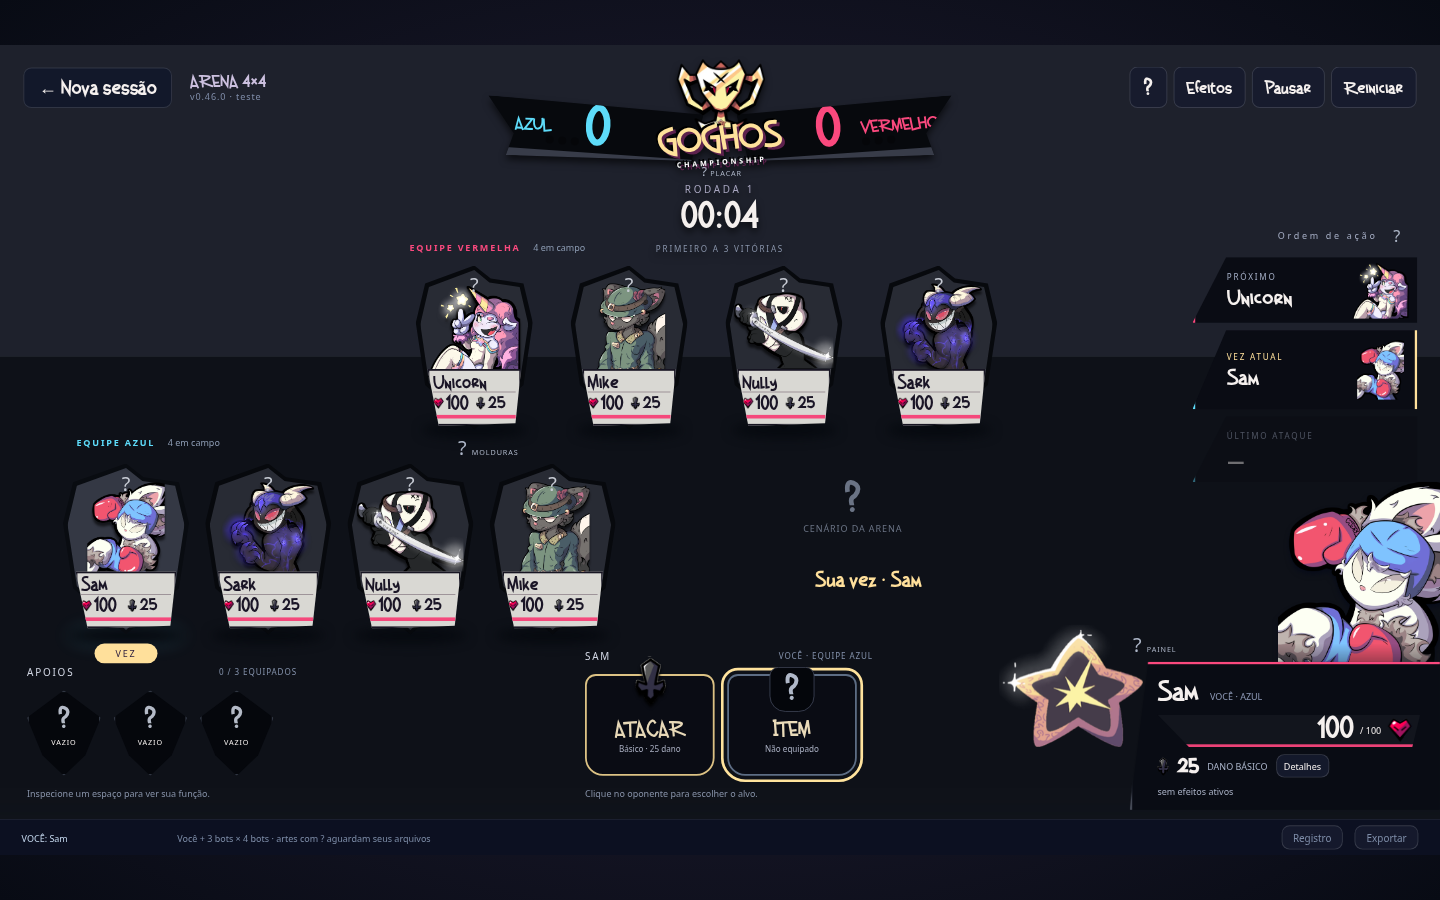 ← Nova sessão
ARENA 4×4
v0.46.0 · teste
AZUL 0
GOGHOS
CHAMPIONSHIP
0 VERMELHO
? PLACAR
? Efeitos Pausar Reiniciar
RODADA 1
00:04
PRIMEIRO A 3 VITÓRIAS
EQUIPE VERMELHA 4 em campo
? ? ? ?
Unicorn Mike Nully Sark
100 25 100 25 100 25 100 25
Ordem de ação ?
PRÓXIMO
Unicorn
VEZ ATUAL
Sam
ÚLTIMO ATAQUE
—
EQUIPE AZUL 4 em campo
? MOLDURAS
? ? ? ?
Sam Sark Nully Mike
100 25 100 25 100 25 100 25
VEZ
?
CENÁRIO DA ARENA
Sua vez · Sam
APOIOS 0 / 3 EQUIPADOS
? ? ?
VAZIO VAZIO VAZIO
Inspecione um espaço para ver sua função.
SAM VOCÊ · EQUIPE AZUL
ATACAR
Básico · 25 dano
?
ITEM
Não equipado
Clique no oponente para escolher o alvo.
? PAINEL
Sam VOCÊ · AZUL
100 / 100
25 DANO BÁSICO Detalhes
sem efeitos ativos
VOCÊ: Sam
Você + 3 bots × 4 bots · artes com ? aguardam seus arquivos
Registro Exportar